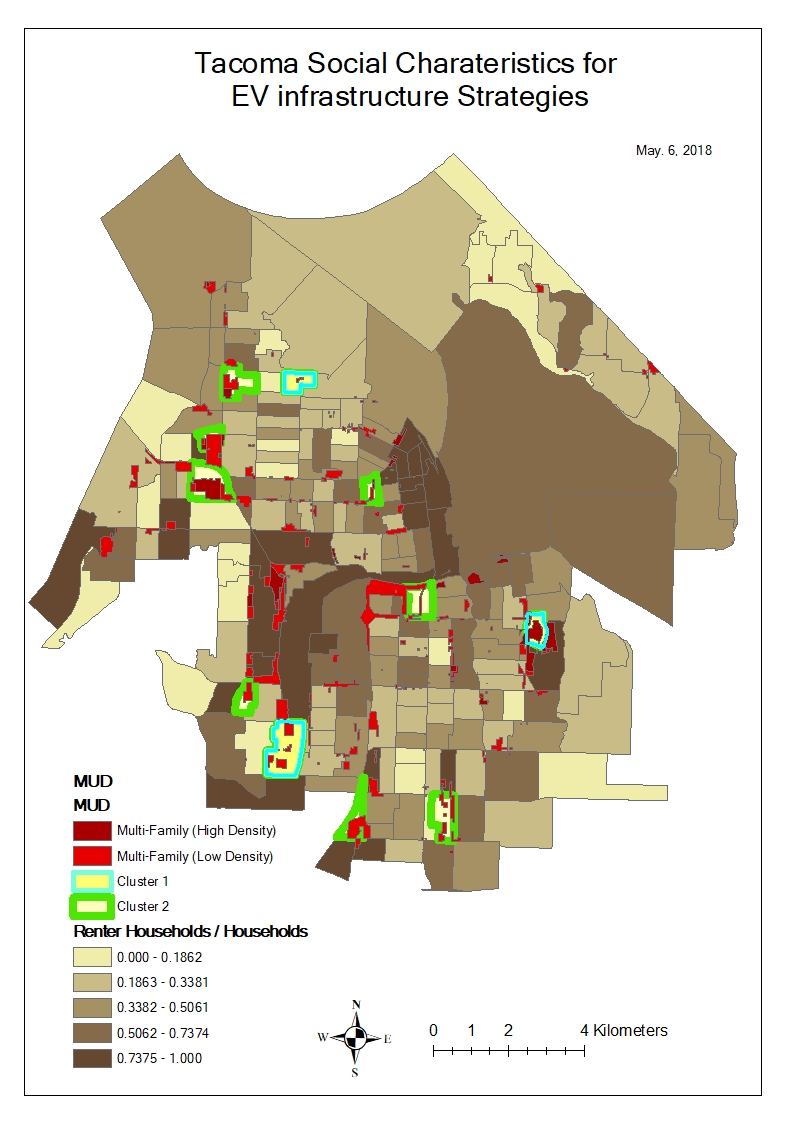 Tacoma Social Charateristics for
EV infrastructure Strategies
May. 6, 2018
MUD
MUD
Multi-Family (High Density)
Multi-Family (Low Density)
Cluster 1
Cluster 2
Renter Households / Households
0.000 - 0.1862
0.1863 - 0.3381
0.3382 - 0.5061
0.5062 - 0.7374
0.7375 - 1.000
N
W E
S
0 1 2 4 Kilometers